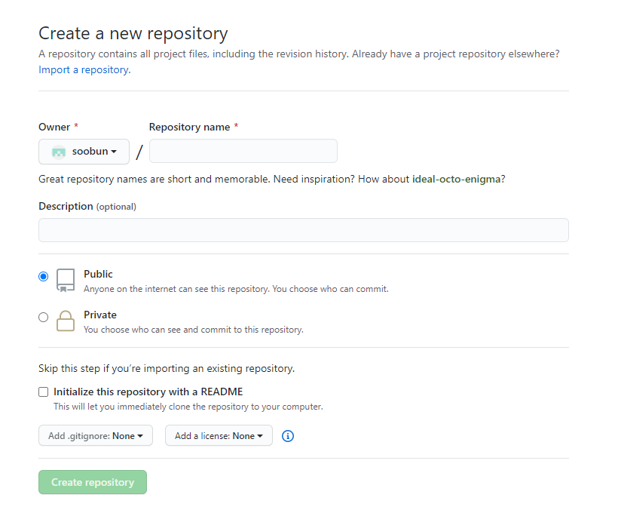 Create a new repository
A repository contains all project files, including the revision history. Already have a project repository elsewhere?
Import a repository.
Owner * Repository name *
soobun /
Great repository names are short and memorable. Need inspiration? How about ideal-octo-enigma?
Description (optional)
Public
Anyone on the internet can see this repository. You choose who can commit.
Private
You choose who can see and commit to this repository.
Skip this step if you're importing an existing repository.
Initialize this repository with a README
This will let you immediately clone the repository to your computer.
Add .gitignore: None Add a license: None
Create repository